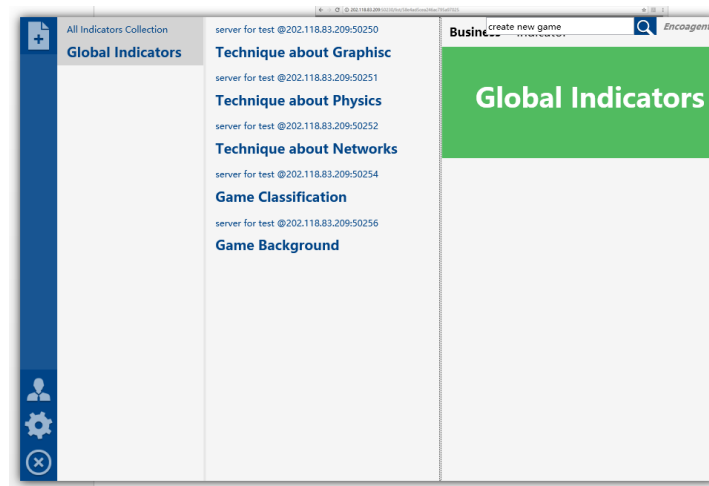 All Indicators Collection
Global Indicators
server for test @202.118.83.209:50250
Technique about Graphisc
server for test @202.118.83.209:50251
Technique about Physics
server for test @202.118.83.209:50252
Technique about Networks
server for test @202.118.83.209:50254
Game Classification
server for test @202.118.83.209:50256
Game Background
create new game
Global Indicators